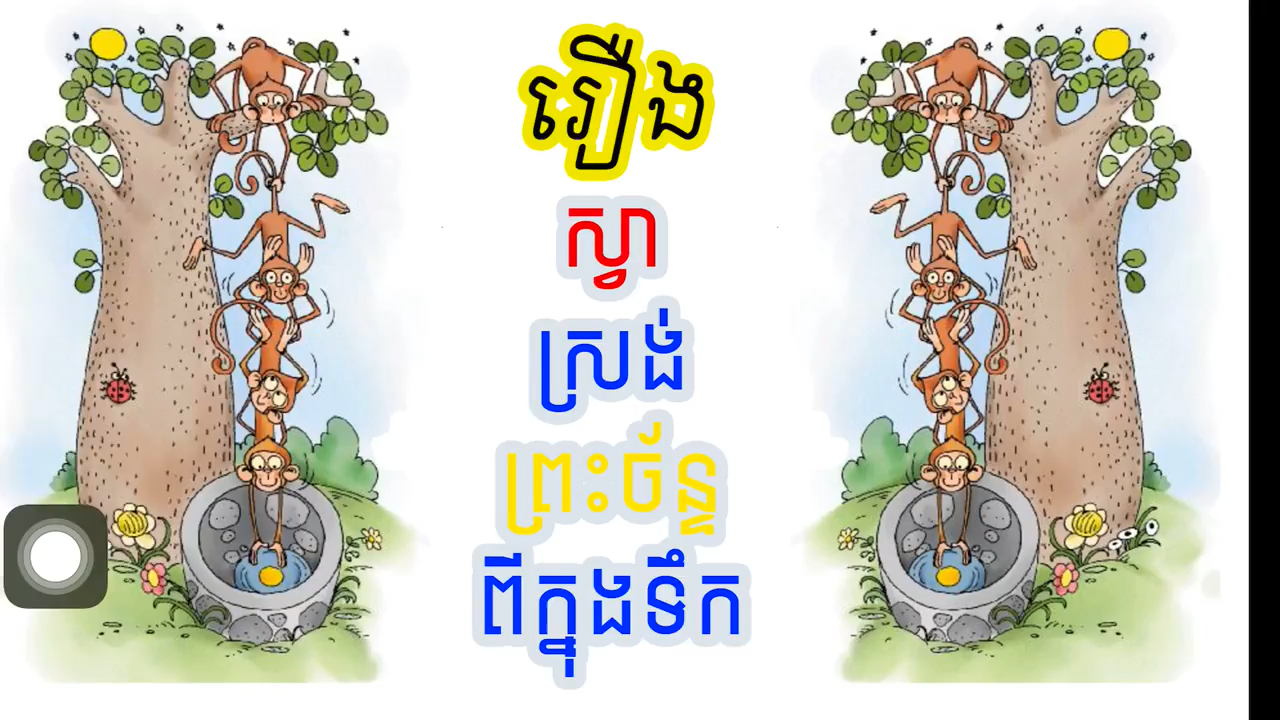 រឿង
ស្វា
ស្រង់
ព្រះច័ន្ទ
ពីក្នុងទឹក